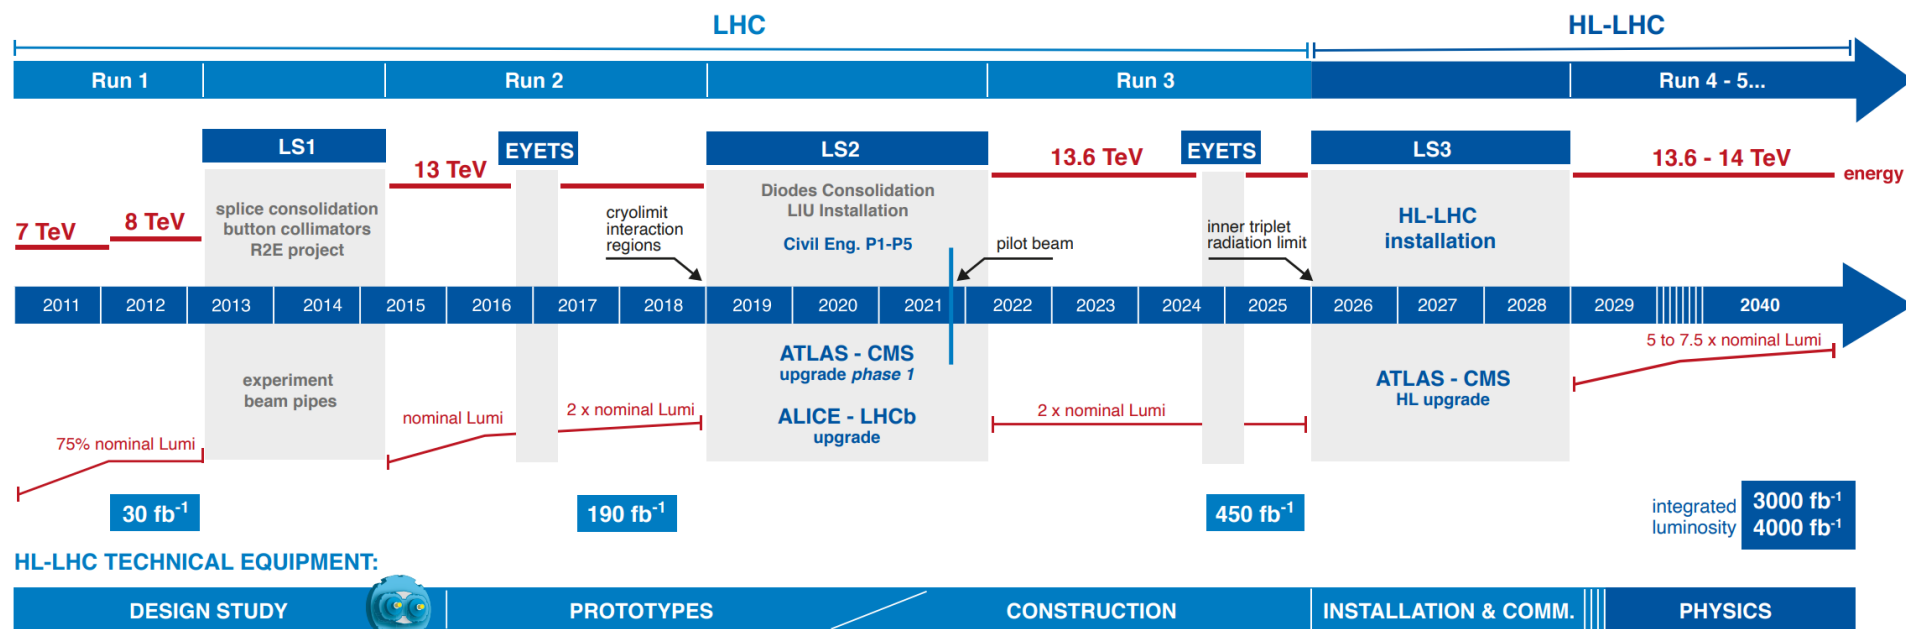 LHC
HL-LHC
Run 1
Run 2
Run 3
Run 4 - 5...
LS1
EYETS
LS2
EYETS
LS3
13 TeV
13.6 TeV
13.6 - 14 TeV
energy
7 TeV
8 TeV
splice consolidation
button collimators
R2E project
cryolimit
interaction
regions
Diodes Consolidation
LIU Installation
Civil Eng. P1-P5
pilot beam
inner triplet
radiation limit
HL-LHC
installation
2011
2012
2013
2014
2015
2016
2017
2018
2019
2020
2021
2022
2023
2024
2025
2026
2027
2028
2029
2040
experiment
beam pipes
ATLAS - CMS
upgrade phase 1
ALICE - LHCb
upgrade
ATLAS - CMS
HL upgrade
75% nominal Lumi
nominal Lumi
2 x nominal Lumi
2 x nominal Lumi
5 to 7.5 x nominal Lumi
30 fb⁻¹
190 fb⁻¹
450 fb⁻¹
integrated
luminosity
3000 fb⁻¹
4000 fb⁻¹
HL-LHC TECHNICAL EQUIPMENT:
DESIGN STUDY
PROTOTYPES
CONSTRUCTION
INSTALLATION & COMM.
PHYSICS